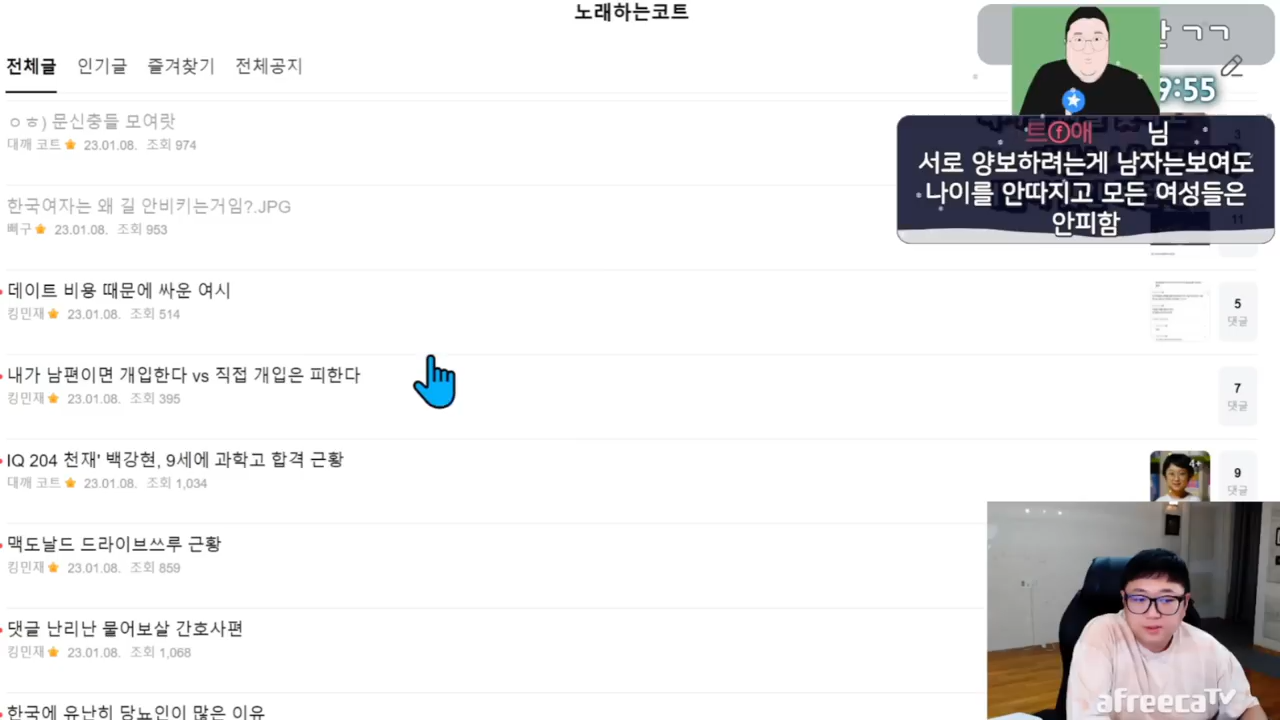 노래하는코트
전체글 인기글 즐겨찾기 전체공지
ㅇㅎ) 문신충들 모여랏
대깨 코트 23.01.08. 조회 974
한국여자는 왜 길 안비키는거임?.JPG
뻐구 23.01.08. 조회 953
데이트 비용 때문에 싸운 여시
킹민재 23.01.08. 조회 514
5
댓글
내가 남편이면 개입한다 vs 직접 개입은 피한다
킹민재 23.01.08. 조회 395
7
댓글
IQ 204 천재' 백강현, 9세에 과학고 합격 근황
대깨 코트 23.01.08. 조회 1,034
4+
9
댓글
맥도날드 드라이브쓰루 근황
킹민재 23.01.08. 조회 859
댓글 난리난 물어보살 간호사편
킹민재 23.01.08. 조회 1,068
한국에 유난히 당뇨인이 많은 이유
ㄱㄱ
9:55
트ⓕ애 님
서로 양보하려는게 남자는보여도
나이를 안따지고 모든 여성들은
안피함
3
11
afreecaTV